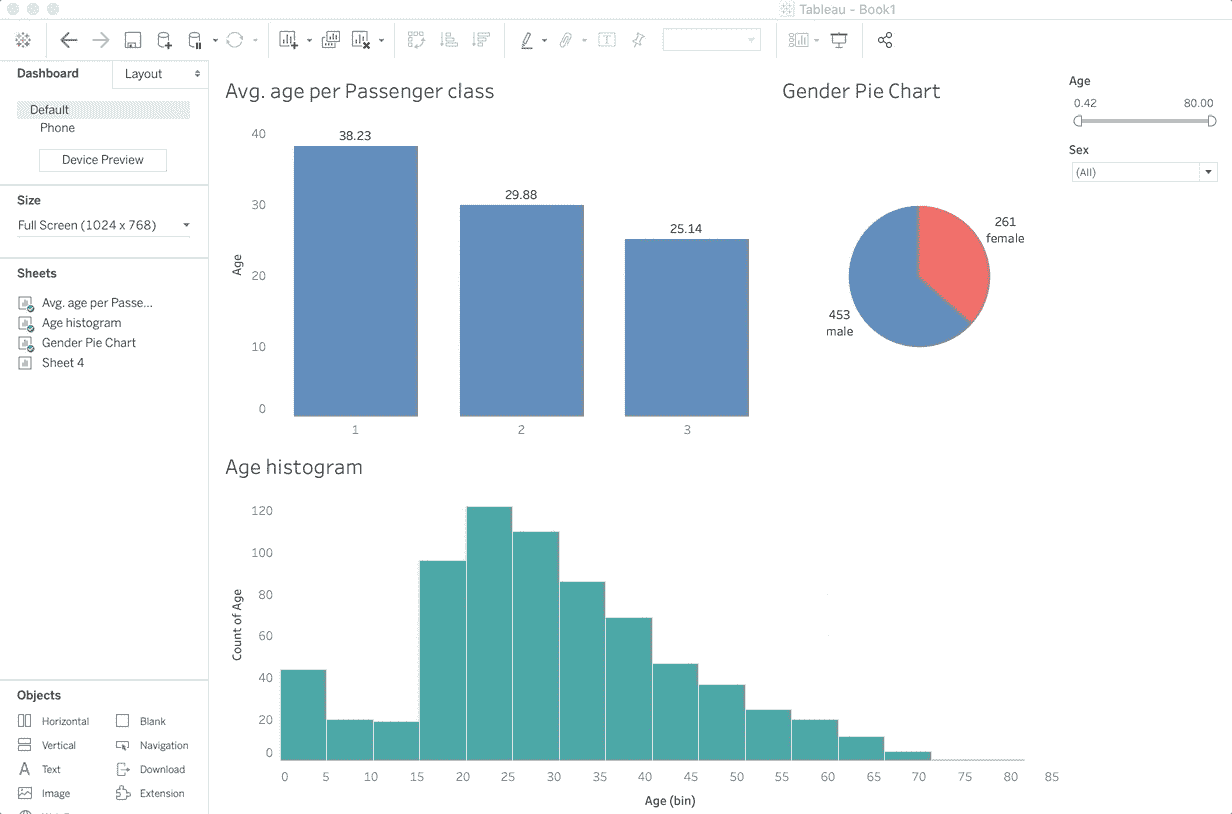 Tableau - Book1
Dashboard
Layout
Default
Phone
Device Preview
Size
Full Screen (1024 x 768)
Sheets
Avg. age per Passe...
Age histogram
Gender Pie Chart
Sheet 4
Objects
Horizontal
Blank
Vertical
Navigation
Text
Download
Image
Extension
Avg. age per Passenger class
40
30
20
10
0
Age
38.23
29.88
25.14
1
2
3
Gender Pie Chart
261
female
453
male
Age
0.42
80.00
Sex
(All)
Age histogram
120
100
80
60
40
20
0
Count of Age
0
5
10
15
20
25
30
35
40
45
50
55
60
65
70
75
80
85
Age (bin)